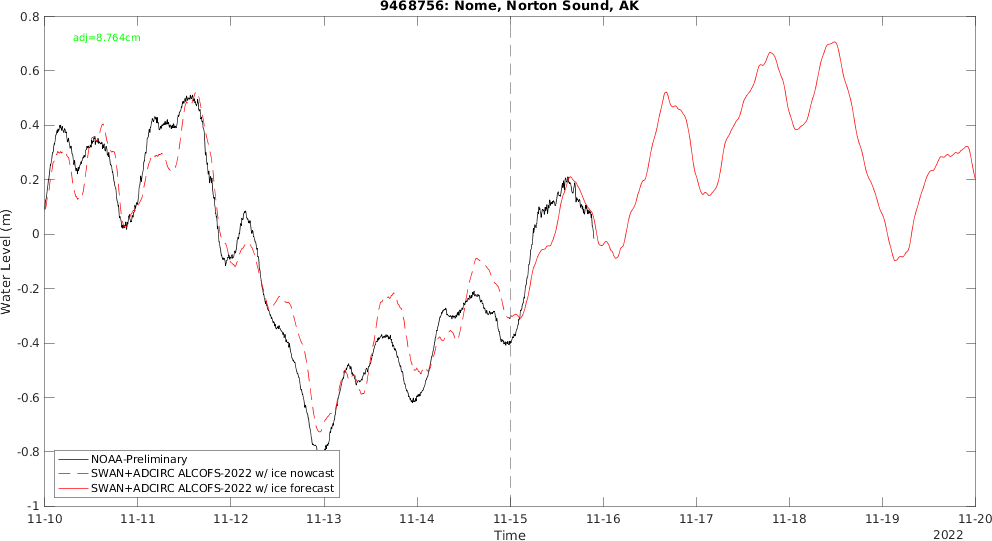 9468756: Nome, Norton Sound, AK
adj=8.764cm
0.8
0.6
0.4
0.2
0
-0.2
-0.4
-0.6
-0.8
-1
Water Level (m)
NOAA-Preliminary
SWAN+ADCIRC ALCOFS-2022 w/ ice nowcast
SWAN+ADCIRC ALCOFS-2022 w/ ice forecast
11-10 11-11 11-12 11-13 11-14 11-15 11-16 11-17 11-18 11-19 11-20
Time
2022